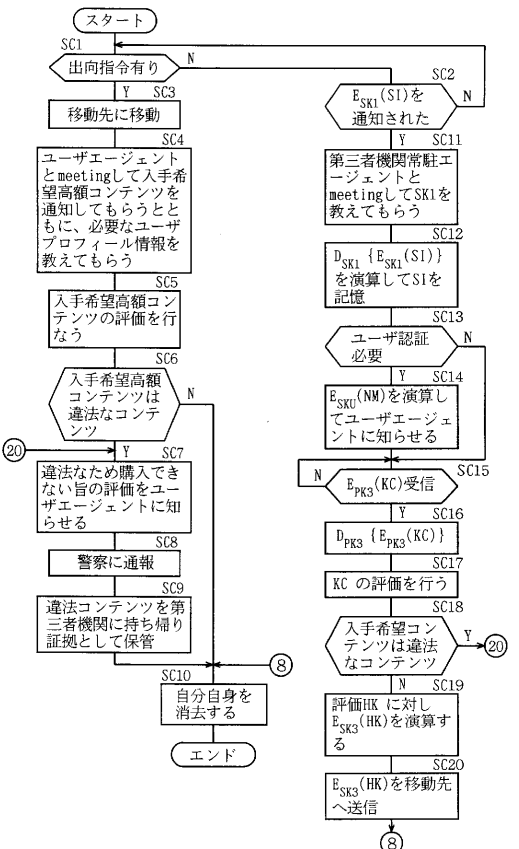 スタート
SC1
出向指令有り
N
Y
SC3
移動先に移動
SC4
ユーザエージェント
とmeetingして入手希
望高額コンテンツを
通知してもらうとと
もに、必要なユーザ
プロフィール情報を
教えてもらう
SC5
入手希望高額コン
テンツの評価を行
なう
SC6
入手希望高額
コンテンツは
違法なコンテ
ンツ
N
20
Y
SC7
違法なため購入でき
ない旨の評価をユー
ザエージェントに知
らせる
SC8
警察に通報
SC9
違法コンテンツを第
三者機関に持ち帰り
証拠として保管
8
SC10
自分自身を
消去する
エンド
SC2
E_SK1(SI)を
通知された
N
Y
SC11
第三者機関常駐エ
ージェントと
meetingしてSK1を
教えてもらう
SC12
D_SK1 {E_SK1(SI)}
を演算してSIを
記憶
SC13
ユーザ認証
必要
N
Y
SC14
E_SKU(NM)を演算し
てユーザエージェ
ントに知らせる
SC15
N
E_PK3(KC)受信
Y
SC16
D_PK3 {E_PK3(KC)}
SC17
KC の評価を行う
SC18
入手希望コン
テンツは違法
なコンテンツ
Y
20
N
SC19
評価HK に対し
E_SK3(HK)を演算す
る
SC20
E_SK3(HK)を移動先
へ送信
8